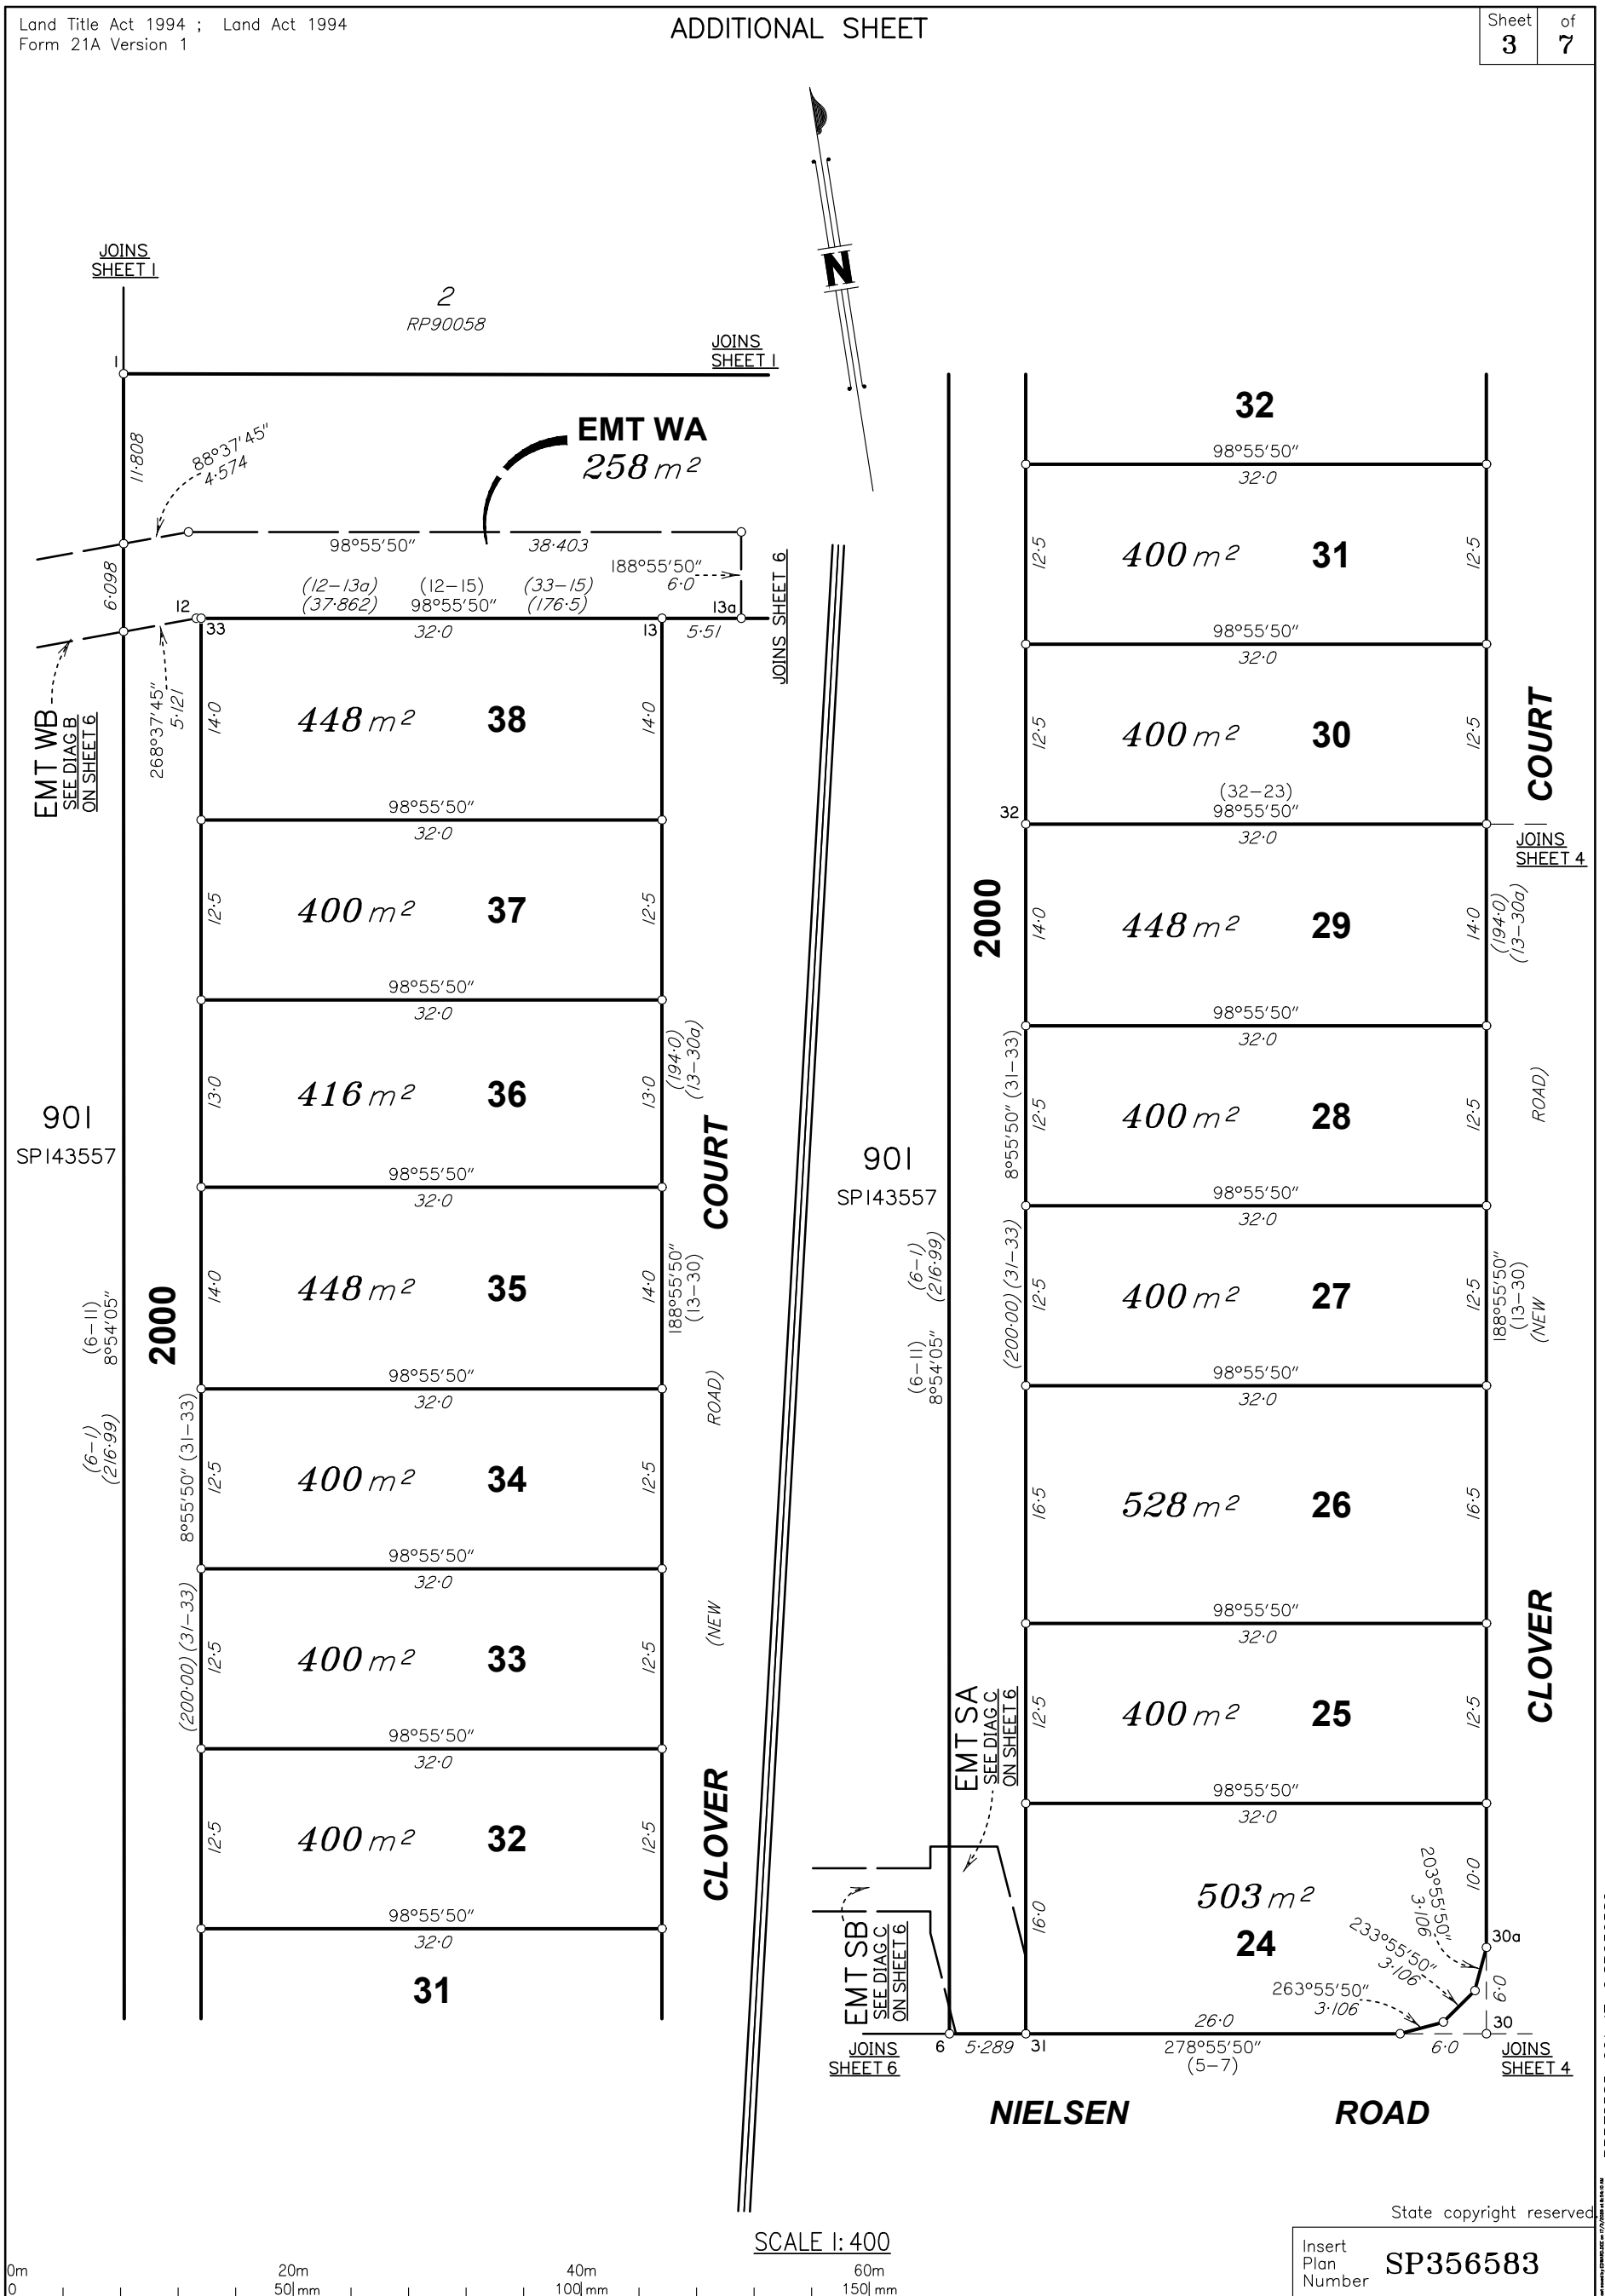 Land Title Act 1994 ; Land Act 1994
Form 21A Version 1
ADDITIONAL SHEET
Sheet of
3 7
JOINS
SHEET 1
2
RP90058
JOINS
SHEET 1
1
11·808
88°37'45"
4·574
EMT WA
258 m²
98°55'50" 38·403
188°55'50"
6·0
6·098
(12-13a) (12-15) (33-15)
(37·862) 98°55'50" (176·5)
12
33
32·0
13
13a
5·51
JOINS SHEET 6
EMT WB
SEE DIAG B
ON SHEET 6
268°37'45"
5·121
14·0
448 m² 38
14·0
98°55'50"
32·0
12·5
400 m² 37
12·5
98°55'50"
32·0
13·0
416 m² 36
13·0
(194·0)
(13-30a)
98°55'50"
32·0
901
SP143557
COURT
14·0
448 m² 35
14·0
188°55'50"
(13-30)
(6-11)
8°54'05"
2000
98°55'50"
32·0
(6-1)
(216·99)
8°55'50" (31-33)
12·5
400 m² 34
12·5
ROAD)
98°55'50"
32·0
(200·00) (31-33)
12·5
400 m² 33
12·5
(NEW
98°55'50"
32·0
12·5
400 m² 32
12·5
CLOVER
98°55'50"
32·0
31
N
32
98°55'50"
32·0
12·5
400 m² 31
12·5
98°55'50"
32·0
12·5
400 m² 30
12·5
COURT
(32-23)
98°55'50"
32
32·0
JOINS
SHEET 4
2000
14·0
448 m² 29
14·0
(194·0)
(13-30a)
98°55'50"
32·0
8°55'50" (31-33)
12·5
400 m² 28
12·5
ROAD)
901
SP143557
98°55'50"
32·0
(6-1)
(216·99)
(200·00) (31-33)
12·5
400 m² 27
12·5
188°55'50"
(13-30)
(NEW
(6-11)
8°54'05"
98°55'50"
32·0
16·5
528 m² 26
16·5
98°55'50"
32·0
CLOVER
EMT SA
SEE DIAG C
ON SHEET 6
12·5
400 m² 25
12·5
98°55'50"
32·0
16·0
503 m²
24
10·0
203°55'50"
3·106
233°55'50"
3·106
263°55'50"
3·106
30a
6·0
30
EMT SB
SEE DIAG C
ON SHEET 6
26·0
JOINS
SHEET 6
6
5·289
31
278°55'50"
(5-7)
6·0
JOINS
SHEET 4
NIELSEN ROAD
State copyright reserved
SCALE 1: 400
Insert
Plan
Number
SP356583
0m 20m 40m 60m
0 50mm 100mm 150mm